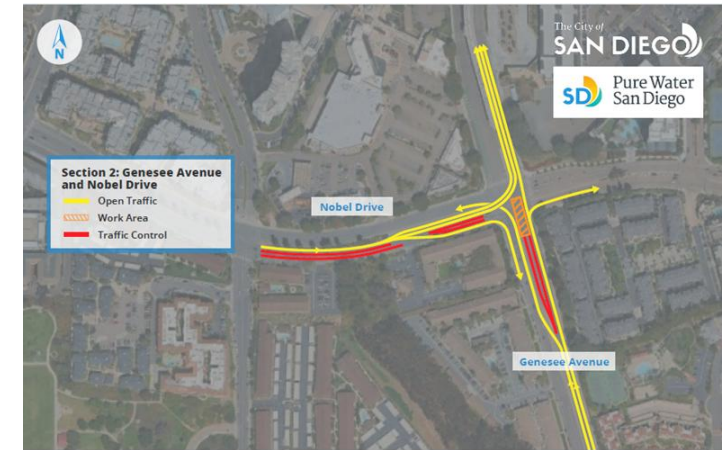 N
The City of
SAN DIEGO
SD
Pure Water
San Diego
Section 2: Genesee Avenue
and Nobel Drive
Open Traffic
Work Area
Traffic Control
Nobel Drive
Genesee Avenue